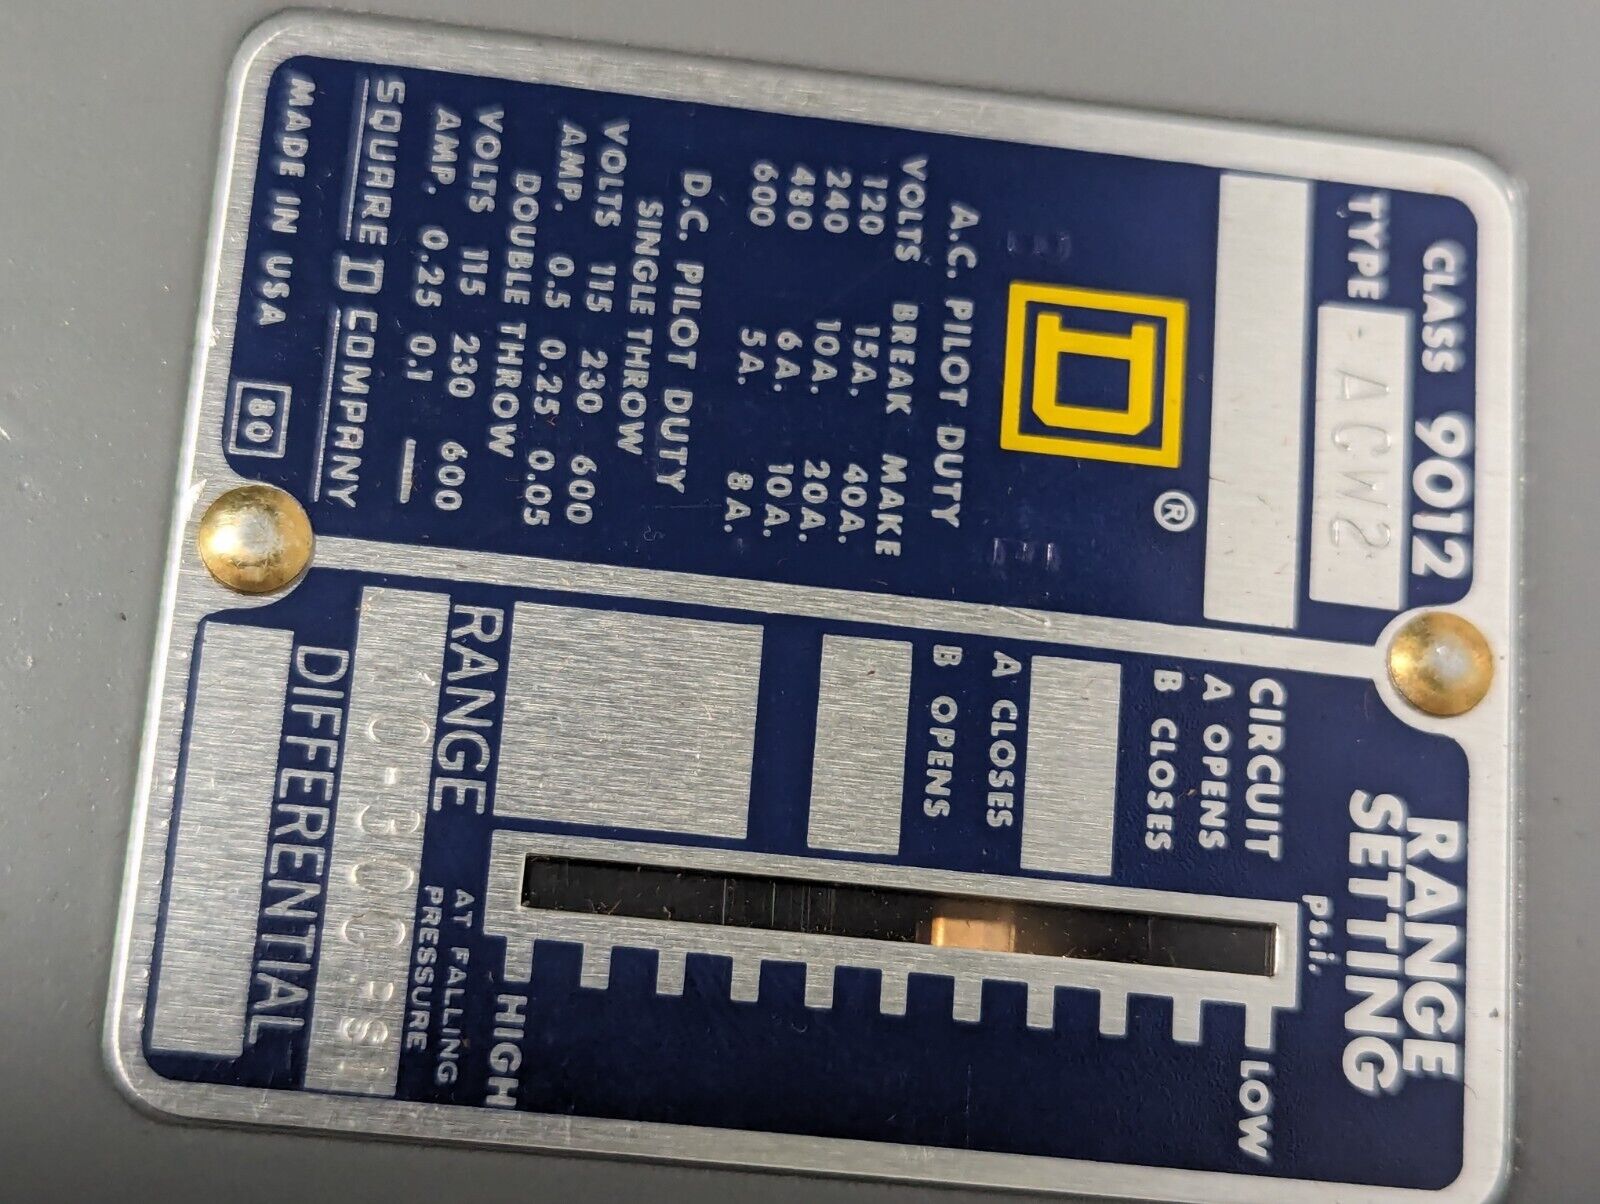 CLASS 9012
TYPE ACW2
D ®
A.C. PILOT DUTY
VOLTS BREAK MAKE
120 15A. 40A.
240 10A. 20A.
480 6A. 10A.
600 5A. 8A.
D.C. PILOT DUTY
SINGLE THROW
VOLTS 115 230 600
AMP. 0.5 0.25 0.05
DOUBLE THROW
VOLTS 115 230 600
AMP. 0.25 0.1 —
SQUARE D COMPANY
MADE IN USA 80
RANGE
SETTING
psi.
CIRCUIT
A OPENS
B CLOSES
A CLOSES
B OPENS
LOW
HIGH
RANGE
AT FALLING
PRESSURE
DIFFERENTIAL